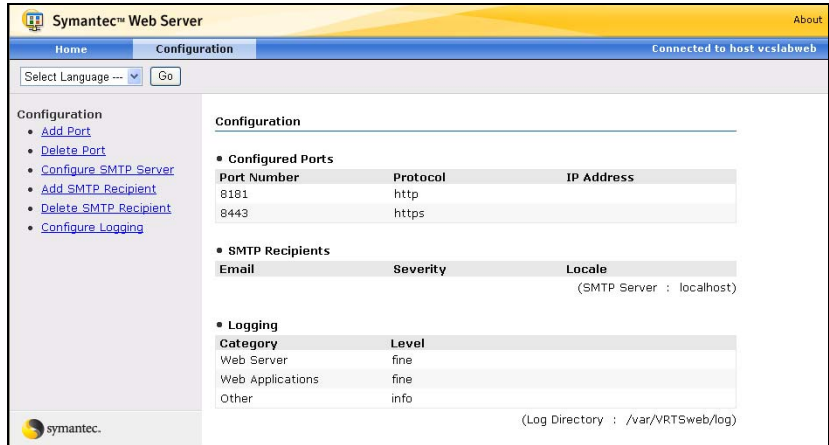 Symantec™ Web Server
About
Home Configuration Connected to host vcslabweb
Select Language --- Go
Configuration
Add Port
Delete Port
Configure SMTP Server
Add SMTP Recipient
Delete SMTP Recipient
Configure Logging
Configuration
Configured Ports
Port Number Protocol IP Address
8181 http
8443 https
SMTP Recipients
Email Severity Locale
(SMTP Server : localhost)
Logging
Category Level
Web Server fine
Web Applications fine
Other info
(Log Directory : /var/VRTSweb/log)
symantec.